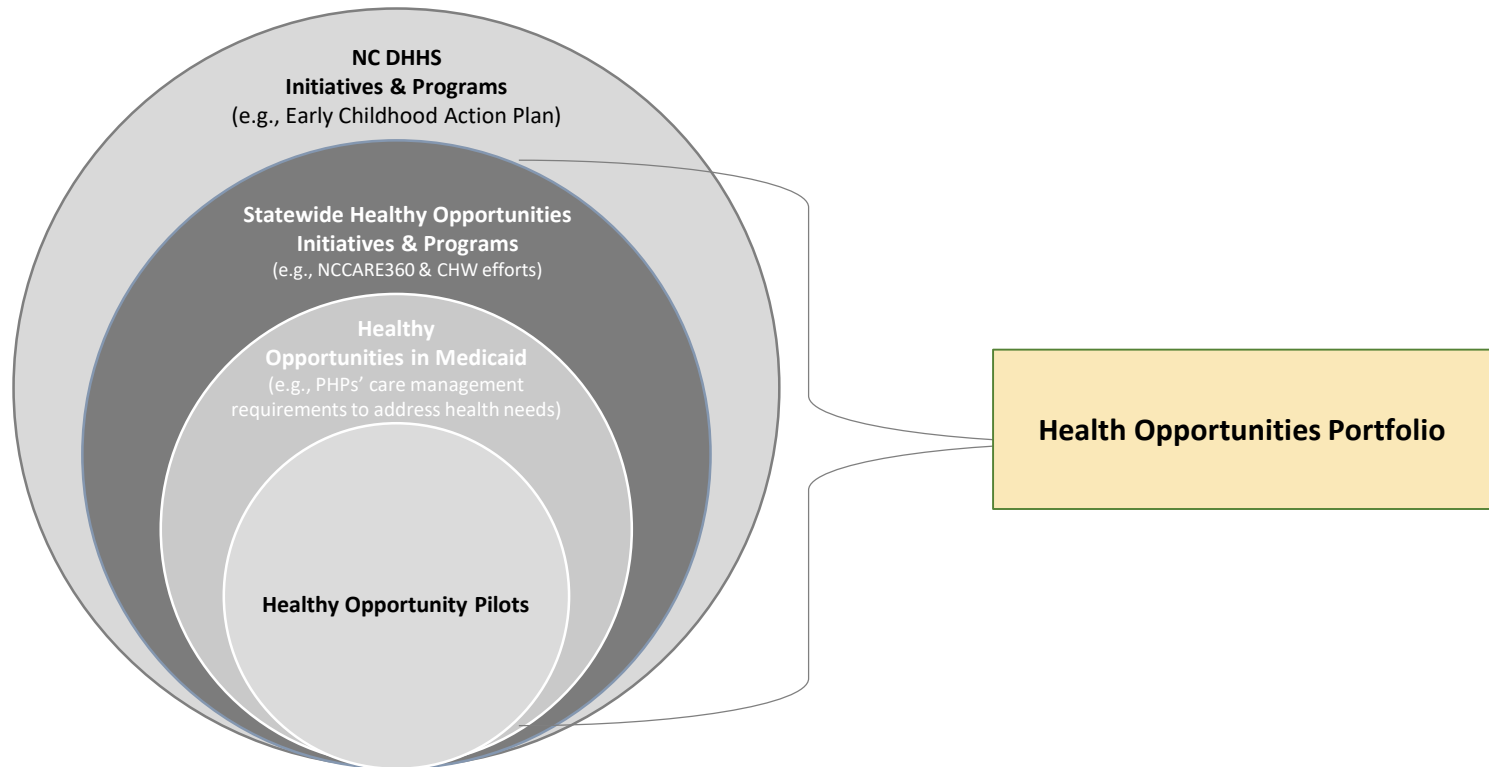 NC DHHS
Initiatives & Programs
(e.g., Early Childhood Action Plan)
Statewide Healthy Opportunities
Initiatives & Programs
(e.g., NCCARE360 & CHW efforts)
Healthy
Opportunities in Medicaid
(e.g., PHPs’ care management
requirements to address health needs)
Healthy Opportunity Pilots
Health Opportunities Portfolio